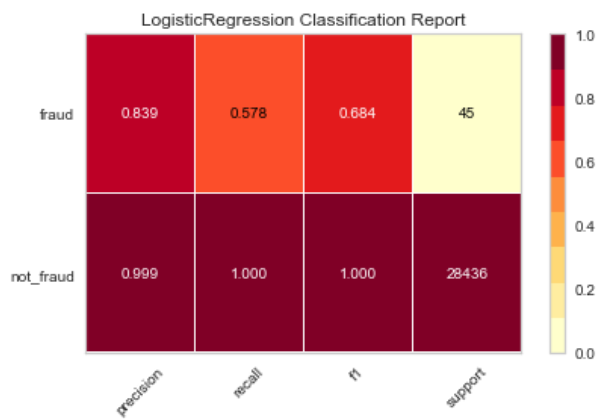 LogisticRegression Classification Report
fraud 0.839 0.578 0.684 45
not_fraud 0.999 1.000 1.000 28436
precision recall f1 support
1.0
0.8
0.6
0.4
0.2
0.0